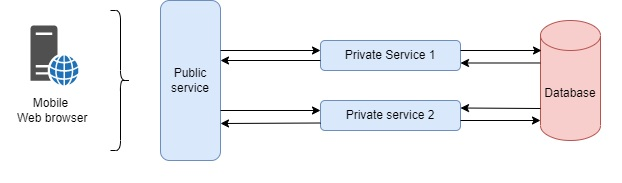 Mobile
Web browser
Public
service
Private Service 1
Private service 2
Database